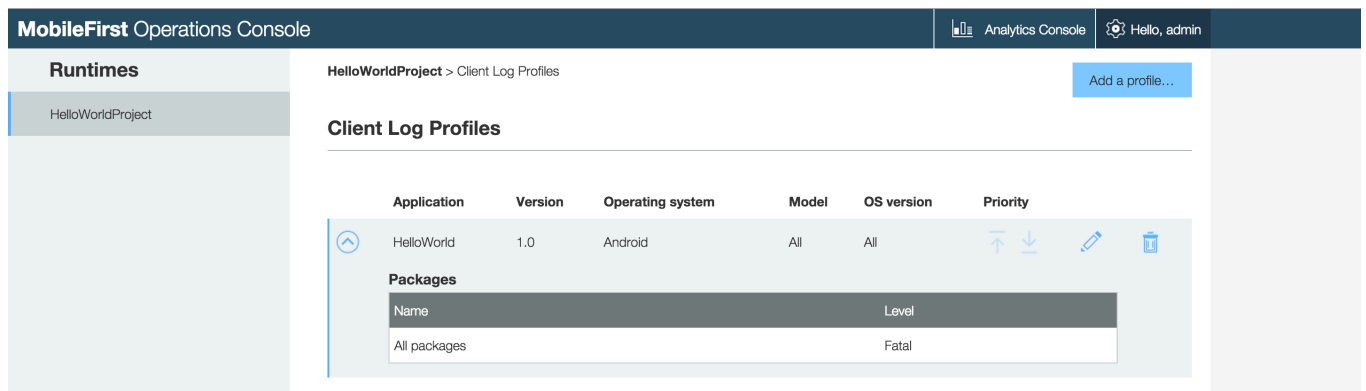 MobileFirst Operations Console
Analytics Console
Hello, admin
Runtimes
HelloWorldProject
HelloWorldProject > Client Log Profiles
Add a profile...
Client Log Profiles
Application Version Operating system Model OS version Priority
HelloWorld 1.0 Android All All
Packages
Name Level
All packages Fatal